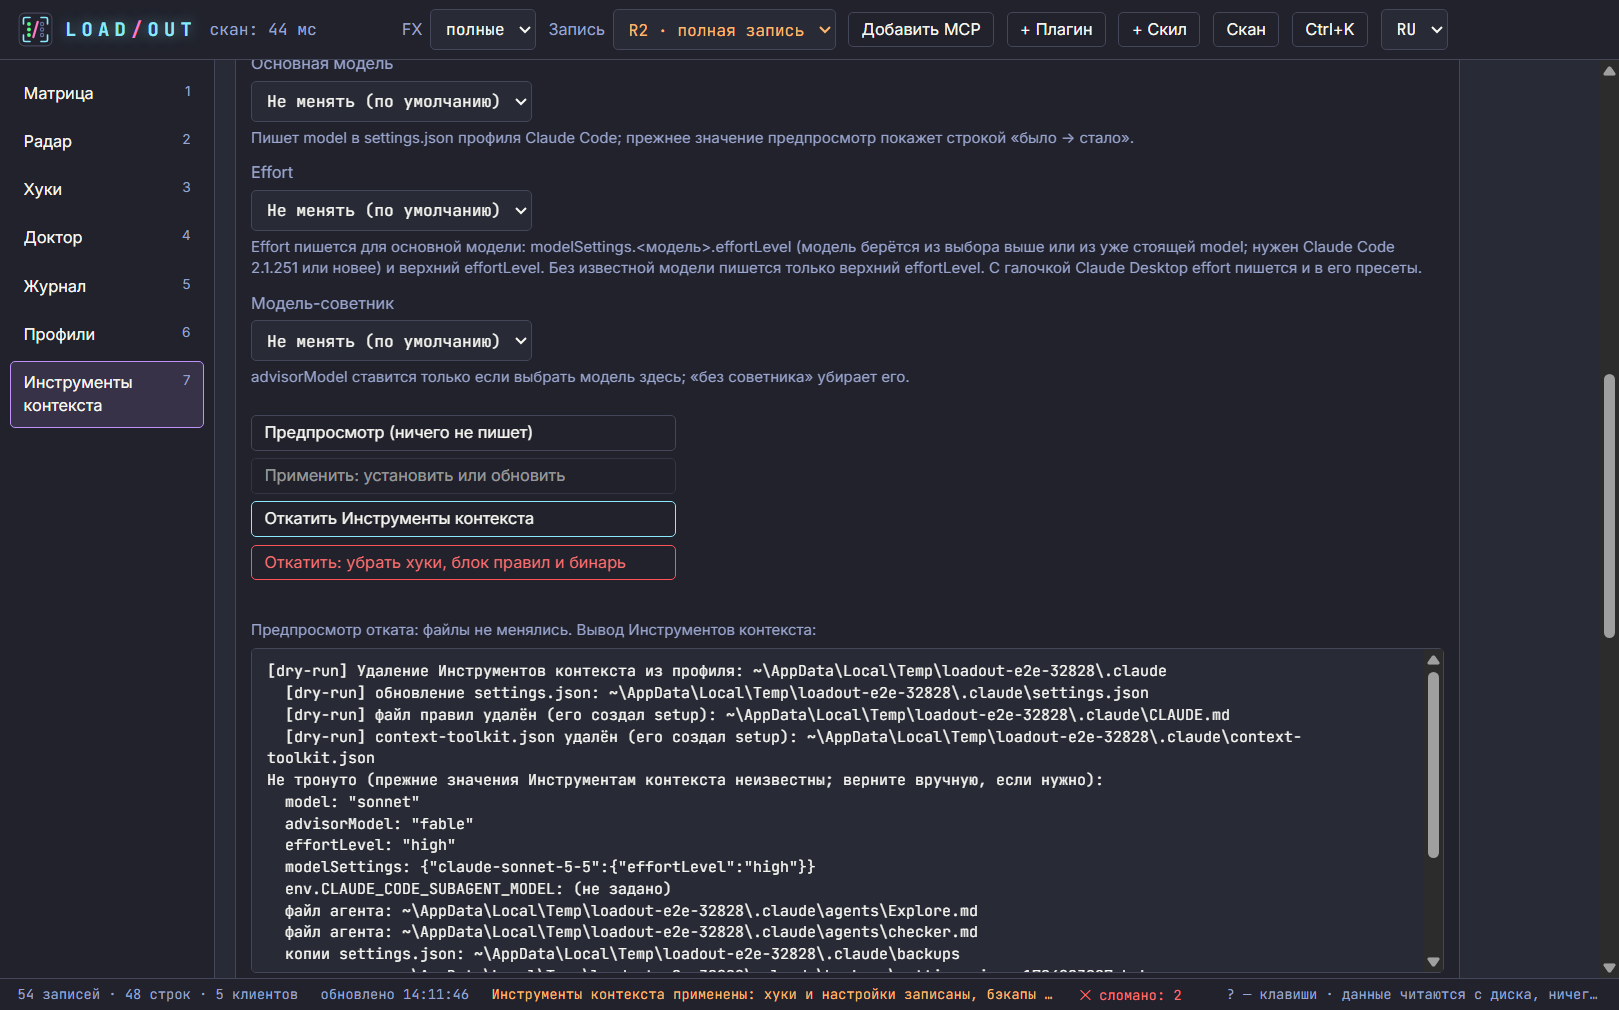 LOAD/OUT
скан: 44 мс
FX
полные
Запись
R2 · полная запись
Добавить MCP
+ Плагин
+ Скил
Скан
Ctrl+K
RU
Матрица 1
Радар 2
Хуки 3
Доктор 4
Журнал 5
Профили 6
Инструменты 7
контекста
Основная модель
Не менять (по умолчанию)
Пишет model в settings.json профиля Claude Code; прежнее значение предпросмотр покажет строкой «было → стало».
Effort
Не менять (по умолчанию)
Effort пишется для основной модели: modelSettings.<модель>.effortLevel (модель берётся из выбора выше или из уже стоящей model; нужен Claude Code
2.1.251 или новее) и верхний effortLevel. Без известной модели пишется только верхний effortLevel. С галочкой Claude Desktop effort пишется и в его пресеты.
Модель-советник
Не менять (по умолчанию)
advisorModel ставится только если выбрать модель здесь; «без советника» убирает его.
Предпросмотр (ничего не пишет)
Применить: установить или обновить
Откатить Инструменты контекста
Откатить: убрать хуки, блок правил и бинарь
Предпросмотр отката: файлы не менялись. Вывод Инструментов контекста:
[dry-run] Удаление Инструментов контекста из профиля: ~\AppData\Local\Temp\loadout-e2e-32828\.claude
[dry-run] обновление settings.json: ~\AppData\Local\Temp\loadout-e2e-32828\.claude\settings.json
[dry-run] файл правил удалён (его создал setup): ~\AppData\Local\Temp\loadout-e2e-32828\.claude\CLAUDE.md
[dry-run] context-toolkit.json удалён (его создал setup): ~\AppData\Local\Temp\loadout-e2e-32828\.claude\context-
toolkit.json
Не тронуто (прежние значения Инструментам контекста неизвестны; верните вручную, если нужно):
model: "sonnet"
advisorModel: "fable"
effortLevel: "high"
modelSettings: {"claude-sonnet-5-5":{"effortLevel":"high"}}
env.CLAUDE_CODE_SUBAGENT_MODEL: (не задано)
файл агента: ~\AppData\Local\Temp\loadout-e2e-32828\.claude\agents\Explore.md
файл агента: ~\AppData\Local\Temp\loadout-e2e-32828\.claude\agents\checker.md
копии settings.json: ~\AppData\Local\Temp\loadout-e2e-32828\.claude\backups
54 записей · 48 строк · 5 клиентов
обновлено 14:11:46
Инструменты контекста применены: хуки и настройки записаны, бэкапы …
✕ сломано: 2
? — клавиши · данные читаются с диска, ничег…